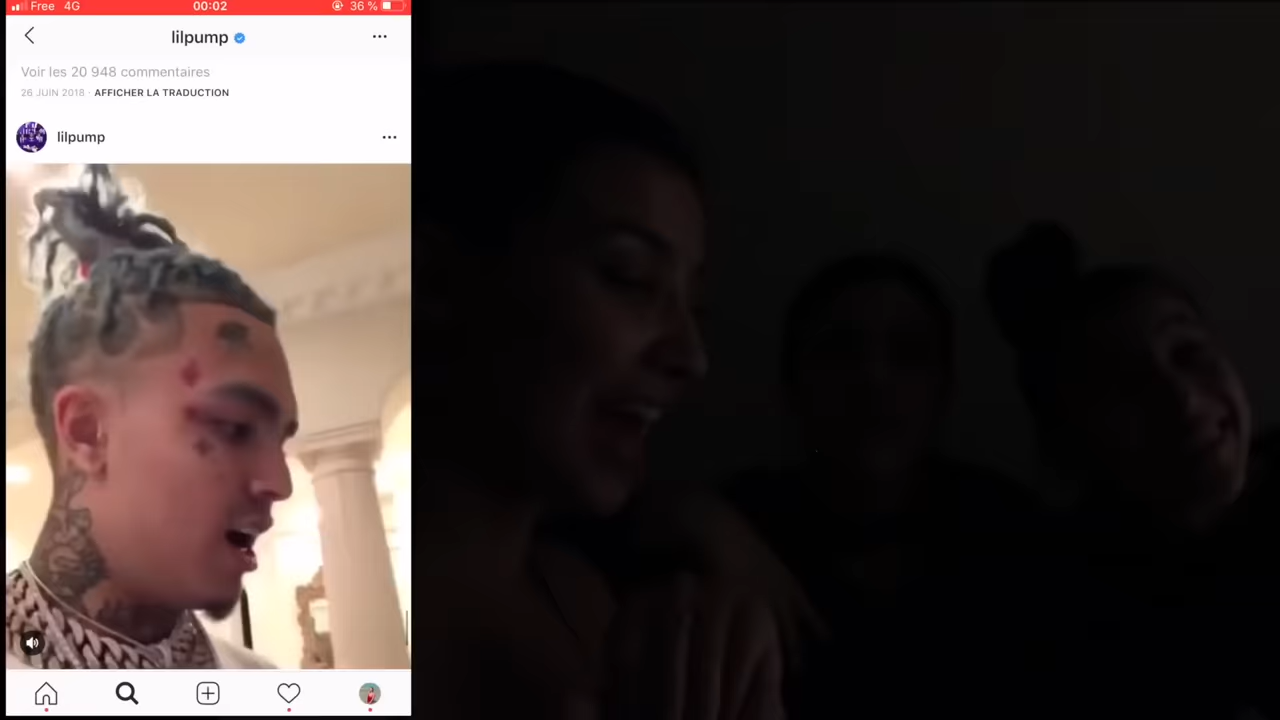 Free 4G 00:02 36 %
lilpump
Voir les 20 948 commentaires
26 JUIN 2018 · AFFICHER LA TRADUCTION
lilpump